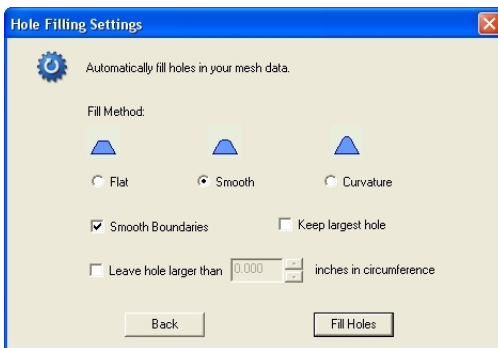 Hole Filling Settings
Automatically fill holes in your mesh data.
Fill Method:
Flat Smooth Curvature
Smooth Boundaries Keep largest hole
Leave hole larger than 0.000 inches in circumference
Back Fill Holes